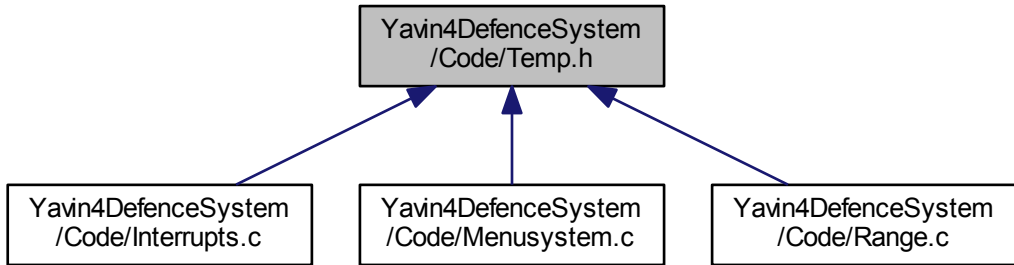 Yavin4DefenceSystem
/Code/Temp.h
Yavin4DefenceSystem
/Code/Interrupts.c
Yavin4DefenceSystem
/Code/Menusystem.c
Yavin4DefenceSystem
/Code/Range.c